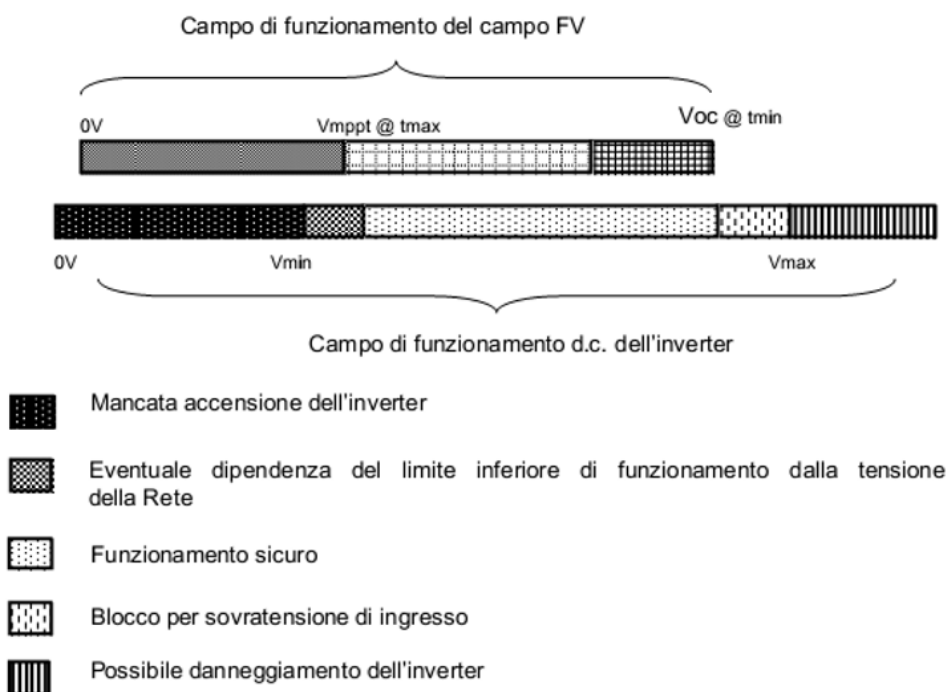 Campo di funzionamento del campo FV
0V
Vmppt @ tmax
Voc @ tmin
0V
Vmin
Vmax
Campo di funzionamento d.c. dell'inverter
Mancata accensione dell'inverter
Eventuale dipendenza del limite inferiore di funzionamento dalla tensione
della Rete
Funzionamento sicuro
Blocco per sovratensione di ingresso
Possibile danneggiamento dell'inverter